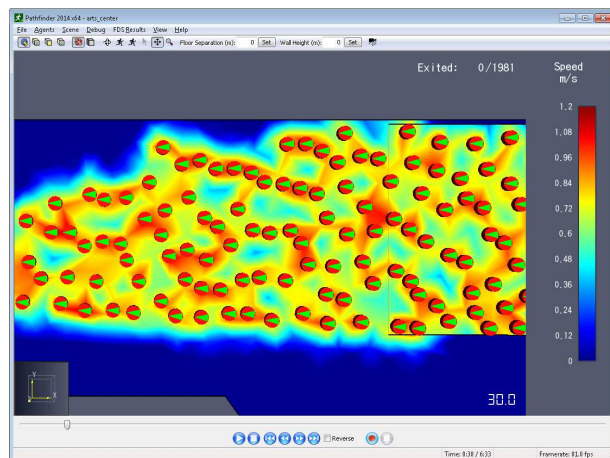 Pathfinder 2014 x64 - arts_center
File Agents Scene Debug FDS Results View Help
Floor Separation (m): 0 Set Wall Height (m): 0 Set
Exited: 0/1981
Speed
m/s
1.2
1.08
0.96
0.84
0.72
0.6
0.48
0.36
0.24
0.12
0
Y
X
30.0
Reverse
Time: 0:30 / 6:33 Framerate: 81.0 fps